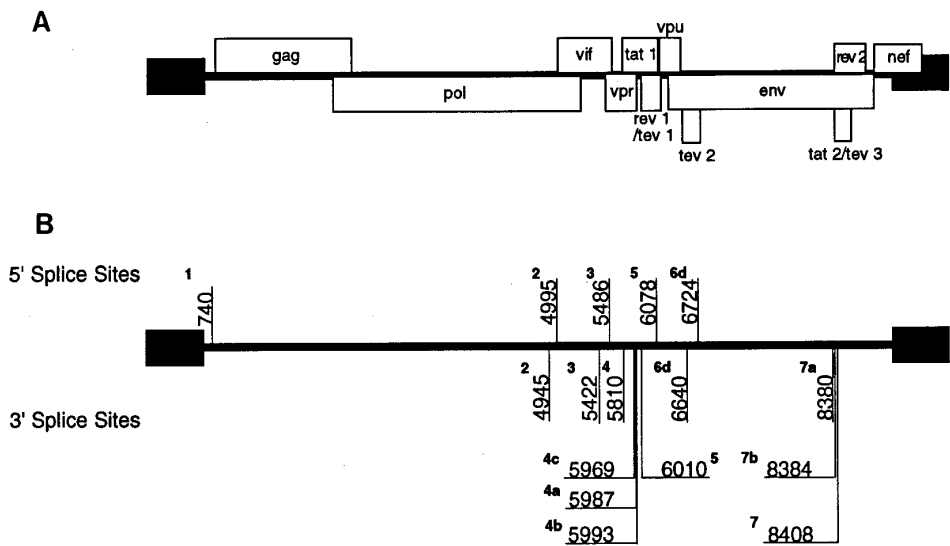 A
vpu
gag vif tat 1 rev 2 nef
pol vpr env
rev 1
/tev 1
tev 2 tat 2/tev 3
B
5' Splice Sites 1 2 3 5 6d
740 4995 5486 6078 6724
2 3 4 6d 7a
4945 5422 5810 6640 8380
3' Splice Sites
4c 5969 6010 5 7b 8384
4a 5987
4b 5993 7 8408